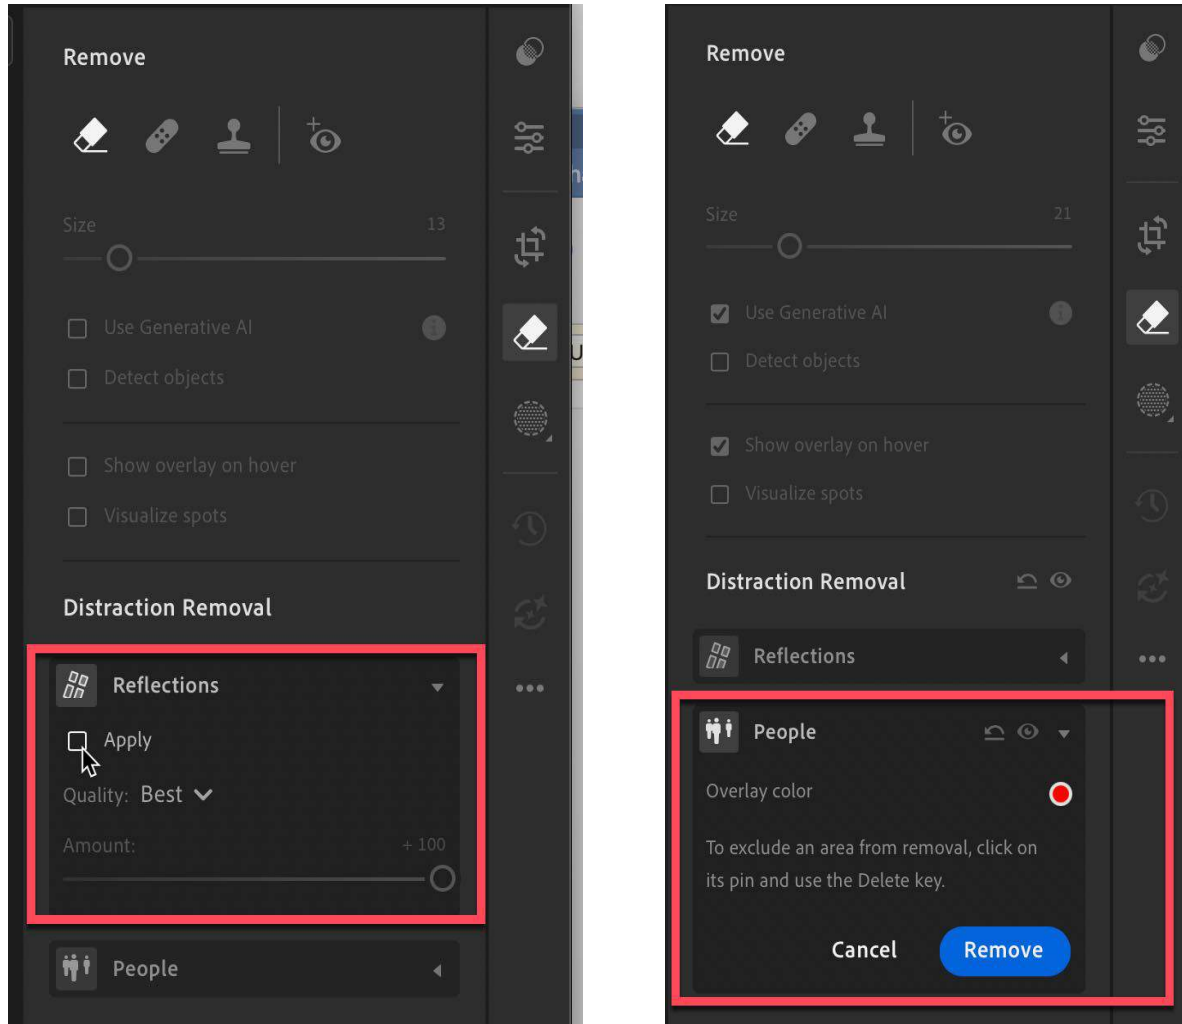 Remove
Size 13
Use Generative AI
Detect objects
Show overlay on hover
Visualize spots
Distraction Removal
Reflections
Apply
Quality: Best
Amount: + 100
People
Remove
Size 21
Use Generative AI
Detect objects
Show overlay on hover
Visualize spots
Distraction Removal
Reflections
People
Overlay color
To exclude an area from removal, click on
its pin and use the Delete key.
Cancel Remove